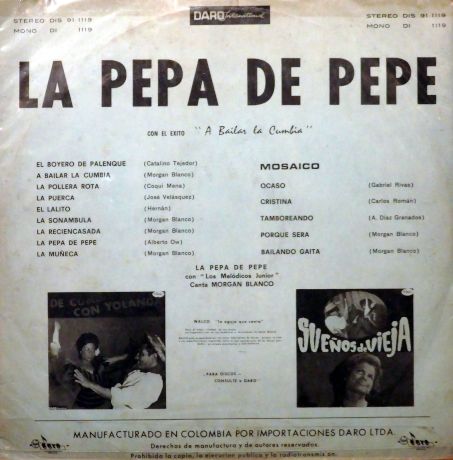 STEREO DIS 91-1119
MONO DI 1119
DARO International
STEREO DIS 91-1119
MONO DI 1119
LA PEPA DE PEPE
CON EL EXITO "A Bailar la Cumbia"
EL BOYERO DE PALENQUE (Catalino Tejedor)
A BAILAR LA CUMBIA (Morgan Blanco)
LA POLLERA ROTA (Coqui Mena)
LA PUERCA (José Velásquez)
EL LALITO (Hernán)
LA SONAMBULA (Morgan Blanco)
LA RECIENCASADA (Morgan Blanco)
LA PEPA DE PEPE (Alberto Ow)
LA MUÑECA (Morgan Blanco)
MOSAICO
OCASO (Gabriel Rivas)
CRISTINA (Carlos Román)
TAMBOREANDO (A. Díaz Granados)
PORQUE SERA (Morgan Blanco)
BAILANDO GAITA (Morgan Blanco)
LA PEPA DE PEPE
con "Los Melódicos Junior"
Canta MORGAN BLANCO
CON YOLANDA
SUEÑOS de VIEJA
PARA DISCOS
CONSULTE a DARO
daro
daro
MANUFACTURADO EN COLOMBIA POR IMPORTACIONES DARO LTDA.
Derechos de manufactura y de autores reservados.
Prohibida la copia, la ejecucion publica y la radiotransmisión.